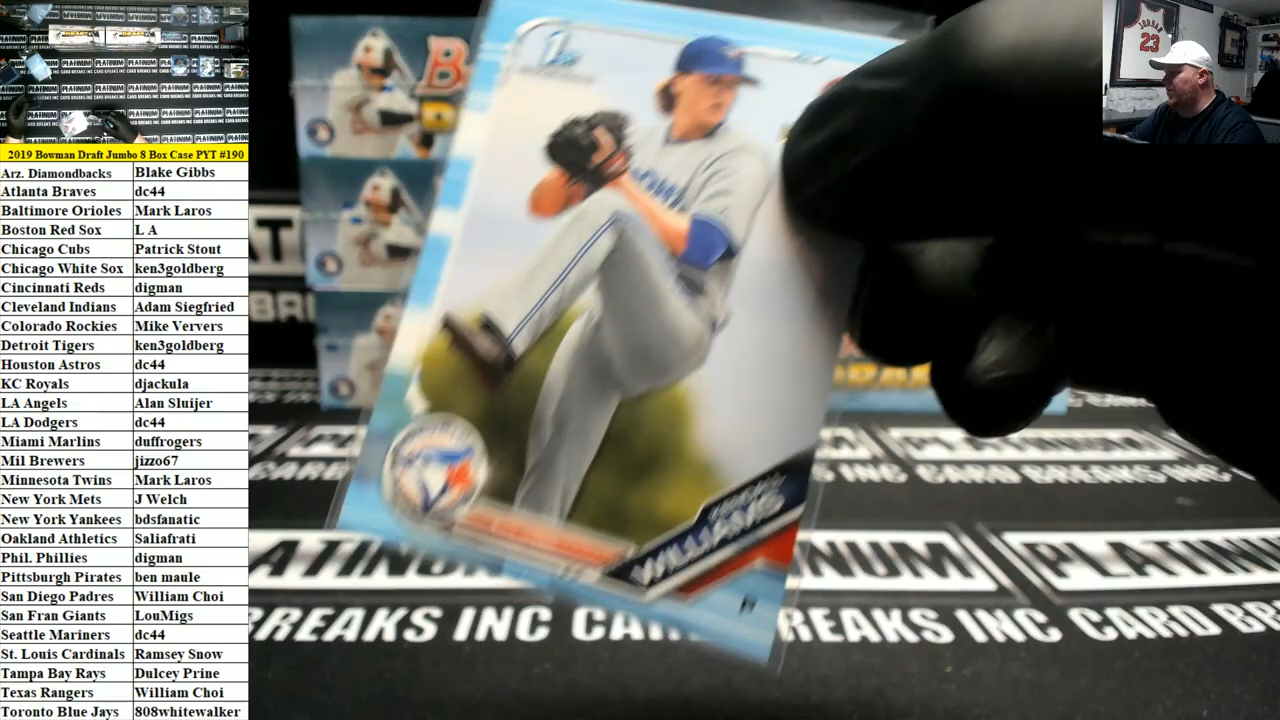 2019 Bowman Draft Jumbo 8 Box Case PYT #190
Arz. Diamondbacks Blake Gibbs
Atlanta Braves dc44
Baltimore Orioles Mark Laros
Boston Red Sox L A
Chicago Cubs Patrick Stout
Chicago White Sox ken3goldberg
Cincinnati Reds digman
Cleveland Indians Adam Siegfried
Colorado Rockies Mike Ververs
Detroit Tigers ken3goldberg
Houston Astros dc44
KC Royals djackula
LA Angels Alan Sluijer
LA Dodgers dc44
Miami Marlins duffrogers
Mil Brewers jizzo67
Minnesota Twins Mark Laros
New York Mets J Welch
New York Yankees bdsfanatic
Oakland Athletics Saliafrati
Phil. Phillies digman
Pittsburgh Pirates ben maule
San Diego Padres William Choi
San Fran Giants LouMigs
Seattle Mariners dc44
St. Louis Cardinals Ramsey Snow
Tampa Bay Rays Dulcey Prine
Texas Rangers William Choi
Toronto Blue Jays 808whitewalker
JORDAN
23
1st
WILLIAMS
PLATINUM
BREAKS INC CARD BREAKS INC CARD BR